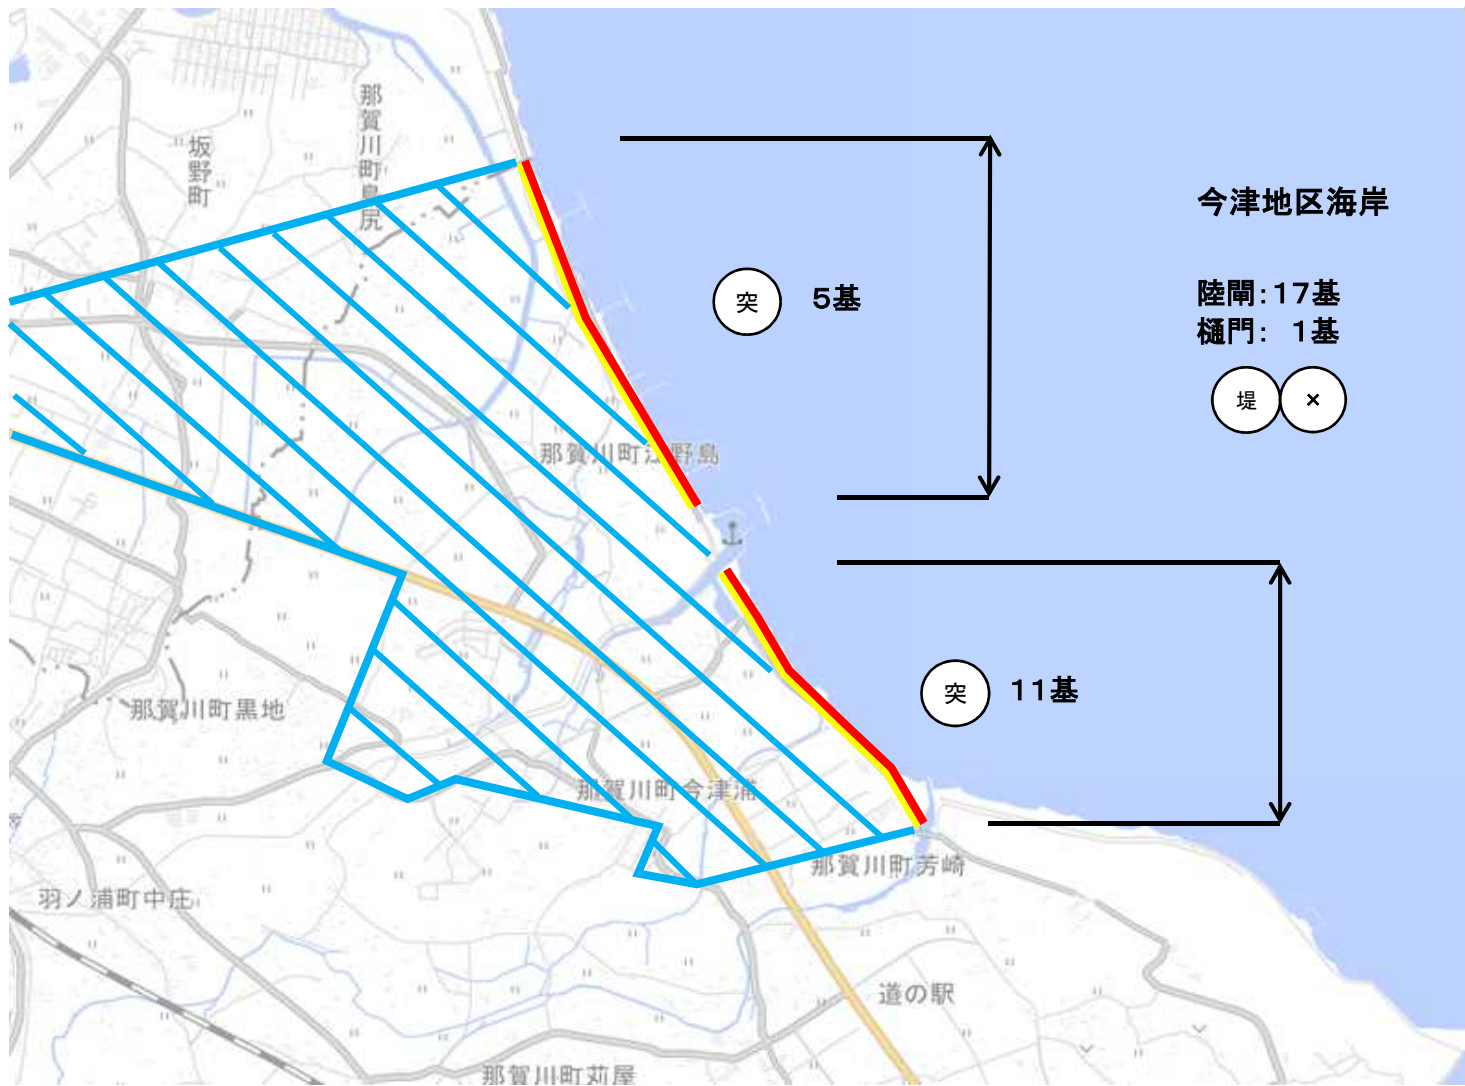 那賀川町島尻
坂野町
今津地区海岸
突 5基
陸閘:17基
樋門: 1基
堤 ×
那賀川町江野島
突 11基
那賀川町黒地
那賀川町今津浦
那賀川町芳崎
羽ノ浦町中庄
道の駅
那賀川町苅屋